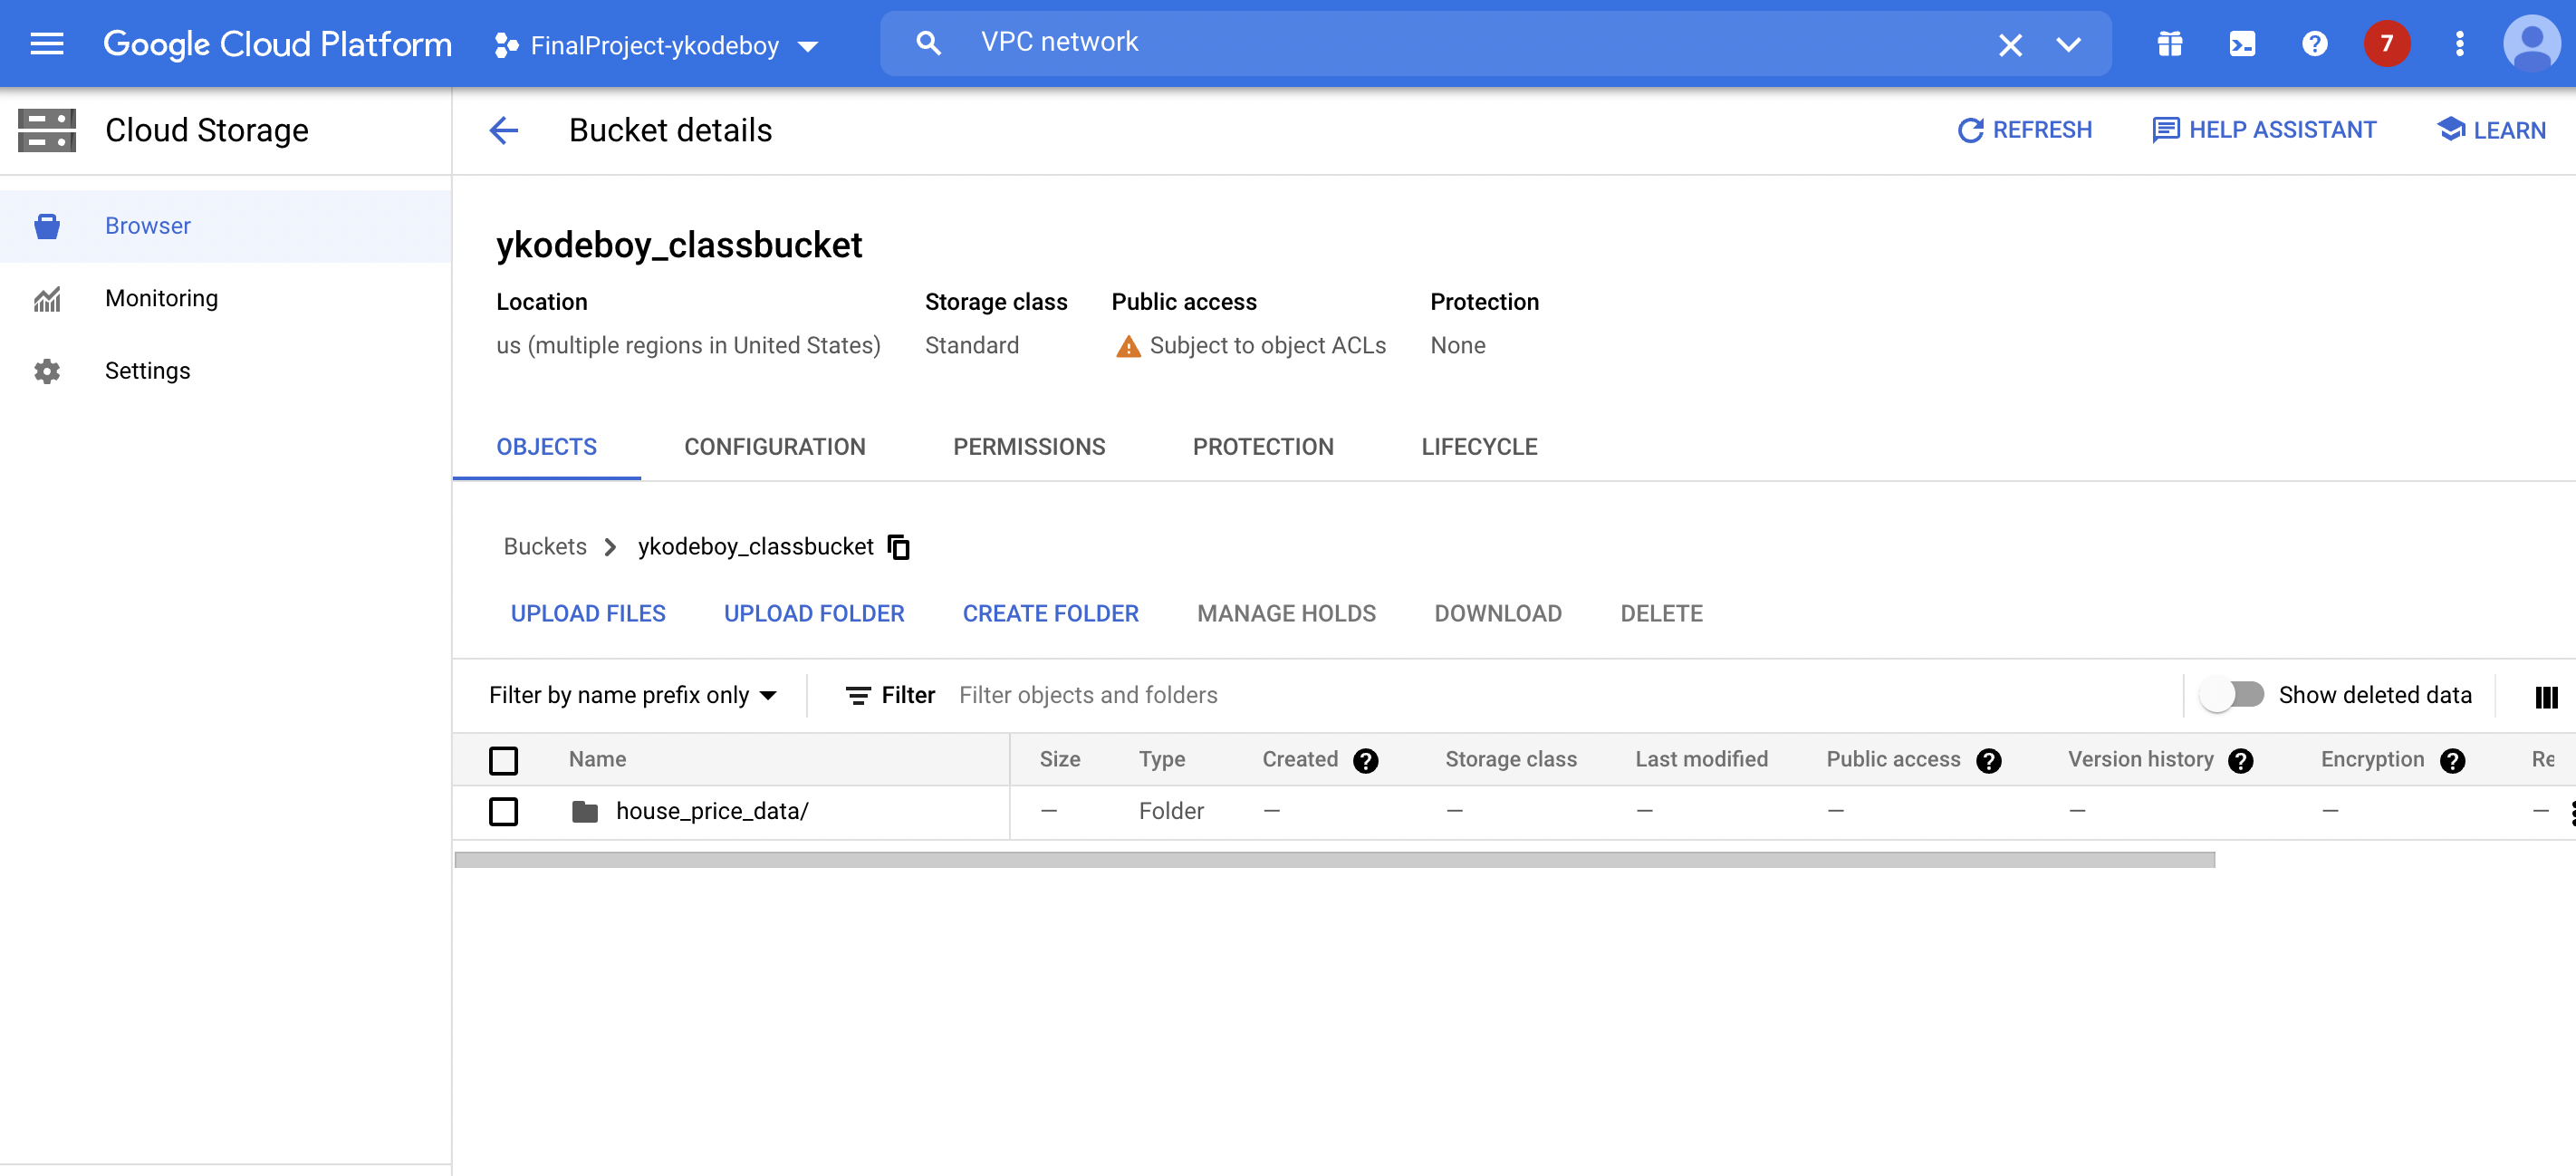 Google Cloud Platform FinalProject-ykodeboy VPC network 7
Cloud Storage
Browser
Monitoring
Settings
Bucket details REFRESH HELP ASSISTANT LEARN
ykodeboy_classbucket
Location Storage class Public access Protection
us (multiple regions in United States) Standard Subject to object ACLs None
OBJECTS CONFIGURATION PERMISSIONS PROTECTION LIFECYCLE
Buckets ykodeboy_classbucket
UPLOAD FILES UPLOAD FOLDER CREATE FOLDER MANAGE HOLDS DOWNLOAD DELETE
Filter by name prefix only Filter Filter objects and folders Show deleted data
Name Size Type Created Storage class Last modified Public access Version history Encryption Re
house_price_data/ — Folder — — — — — — —